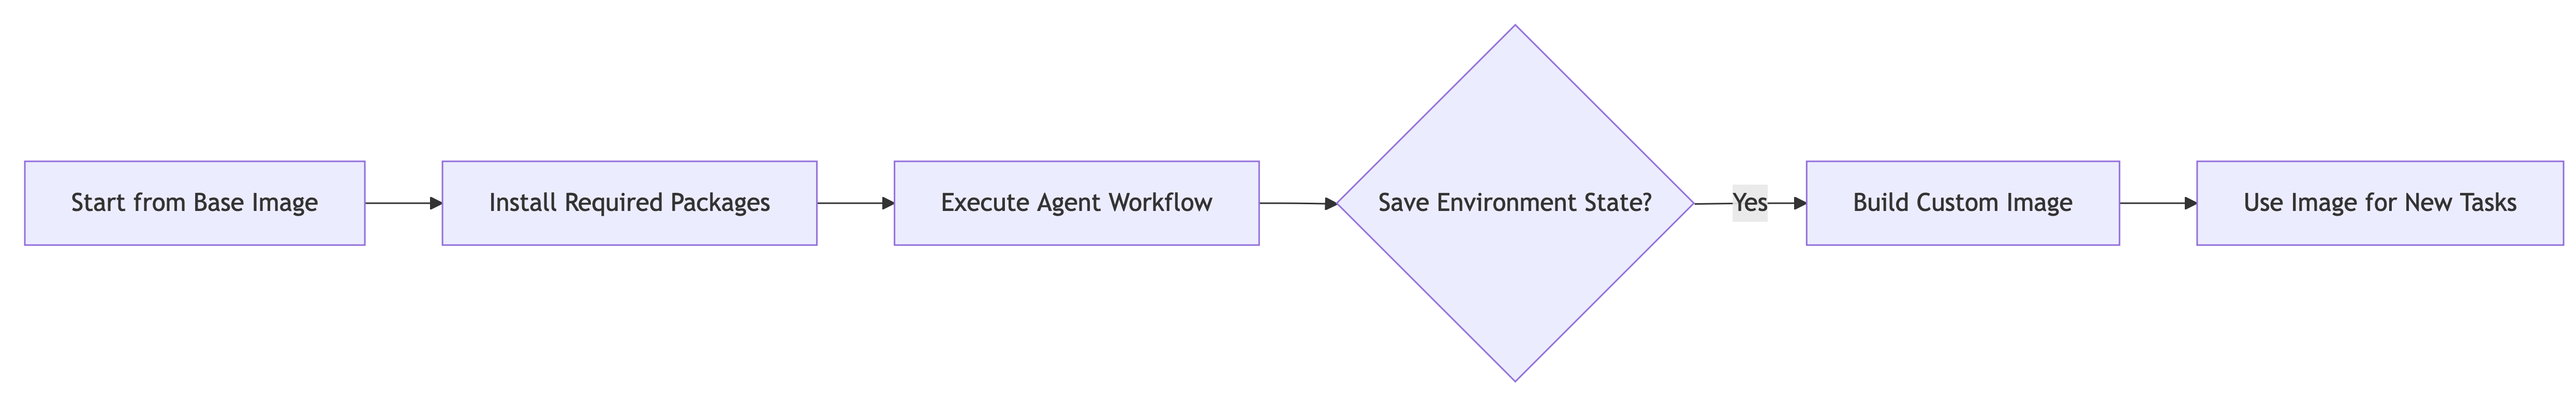 Start from Base Image
Install Required Packages
Execute Agent Workflow
Save Environment State?
Yes
Build Custom Image
Use Image for New Tasks